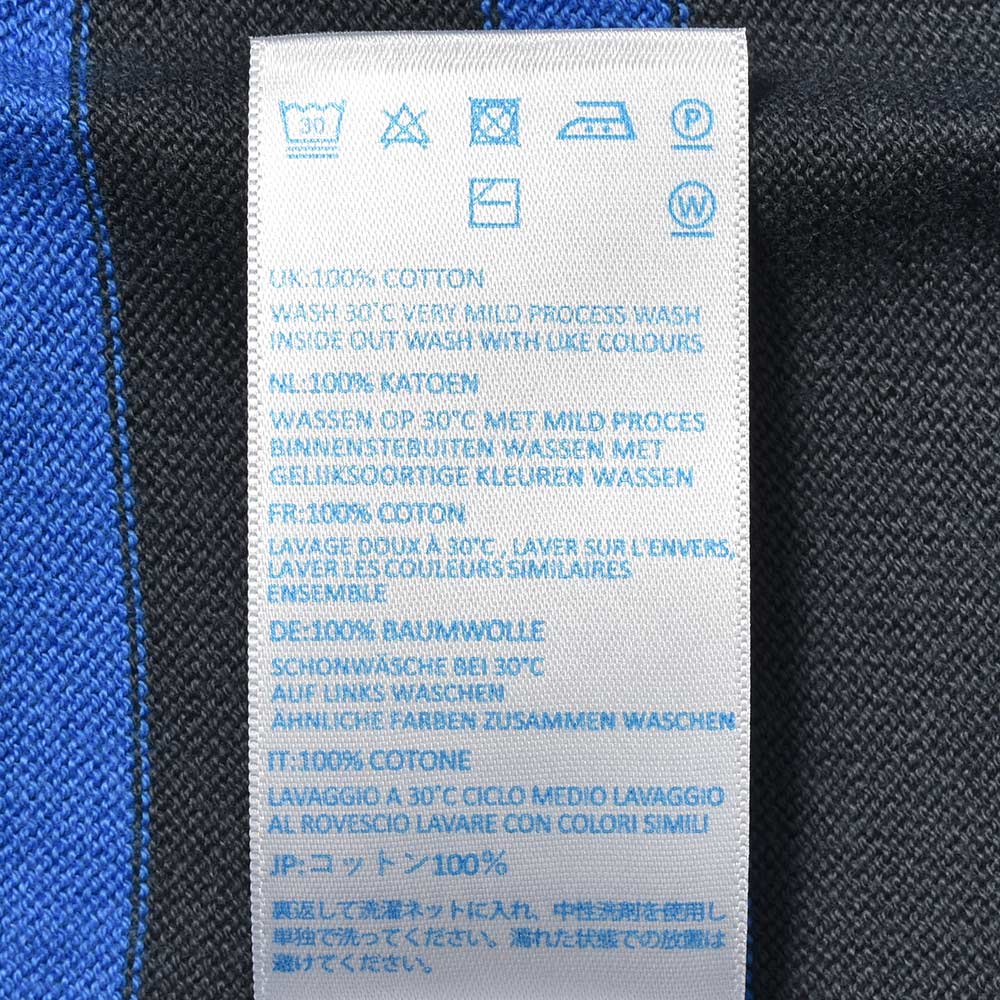 30
P
W
UK:100% COTTON
WASH 30°C VERY MILD PROCESS WASH
INSIDE OUT WASH WITH LIKE COLOURS
NL:100% KATOEN
WASSEN OP 30°C MET MILD PROCES
BINNENSTEBUITEN WASSEN MET
GELIJKSOORTIGE KLEUREN WASSEN
FR:100% COTON
LAVAGE DOUX À 30°C , LAVER SUR L'ENVERS,
LAVER LES COULEURS SIMILAIRES
ENSEMBLE
DE:100% BAUMWOLLE
SCHONWÄSCHE BEI 30°C
AUF LINKS WASCHEN
ÄHNLICHE FARBEN ZUSAMMEN WASCHEN
IT:100% COTONE
LAVAGGIO A 30°C CICLO MEDIO LAVAGGIO
AL ROVESCIO LAVARE CON COLORI SIMILI
JP:コットン100%
裏返して洗濯ネットに入れ、中性洗剤を使用し
単独で洗ってください。濡れた状態での放置は
避けてください。